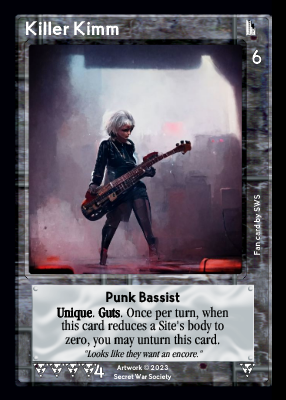 Killer Kimm
6
Fan card by SWS
Punk Bassist
Unique. Guts. Once per turn, when
this card reduces a Site's body to
zero, you may unturn this card.
"Looks like they want an encore."
4
Artwork © 2023
Secret War Society